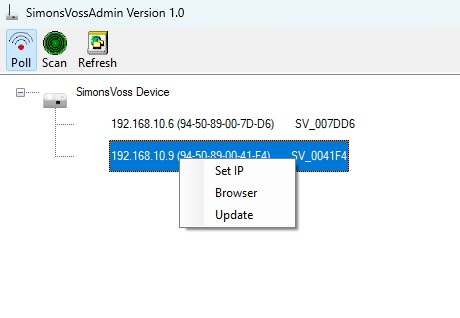 SimonsVossAdmin Version 1.0
Poll Scan Refresh
SimonsVoss Device
192.168.10.6 (94-50-89-00-7D-D6) SV_007DD6
192.168.10.9 (94-50-89-00-41-F4) SV_0041F4
Set IP
Browser
Update